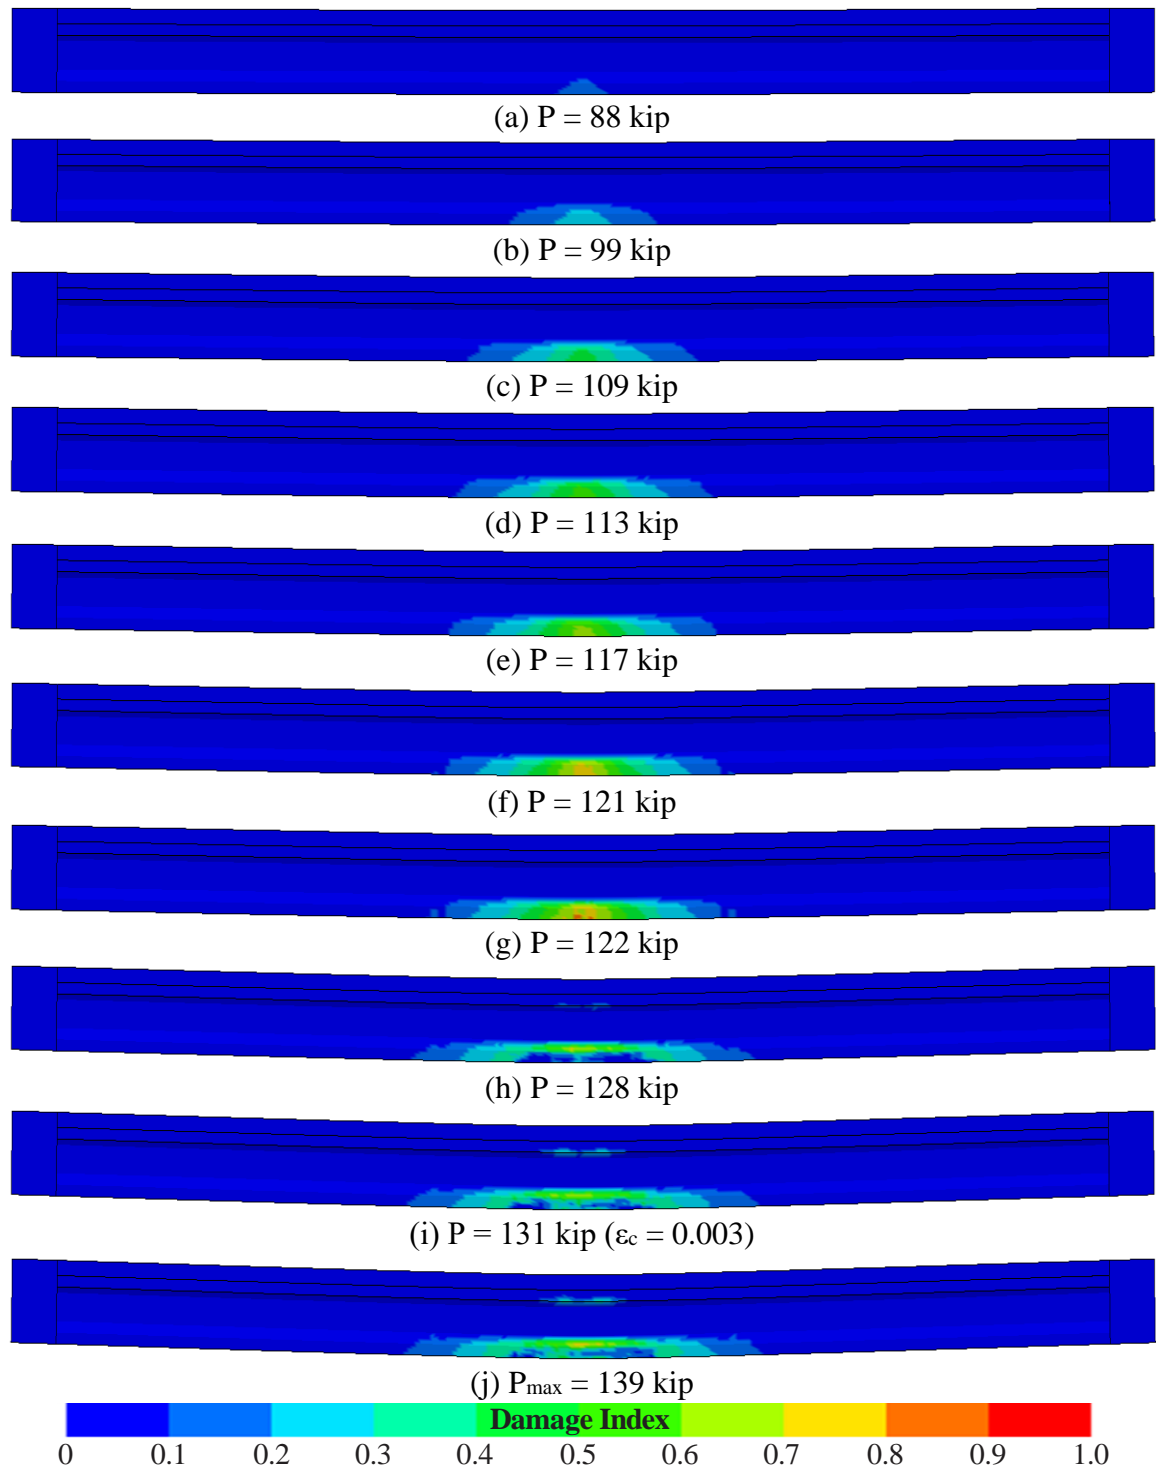 (a) P = 88 kip
(b) P = 99 kip
(c) P = 109 kip
(d) P = 113 kip
(e) P = 117 kip
(f) P = 121 kip
(g) P = 122 kip
(h) P = 128 kip
(i) P = 131 kip (εc = 0.003)
(j) Pmax = 139 kip
Damage Index
0 0.1 0.2 0.3 0.4 0.5 0.6 0.7 0.8 0.9 1.0